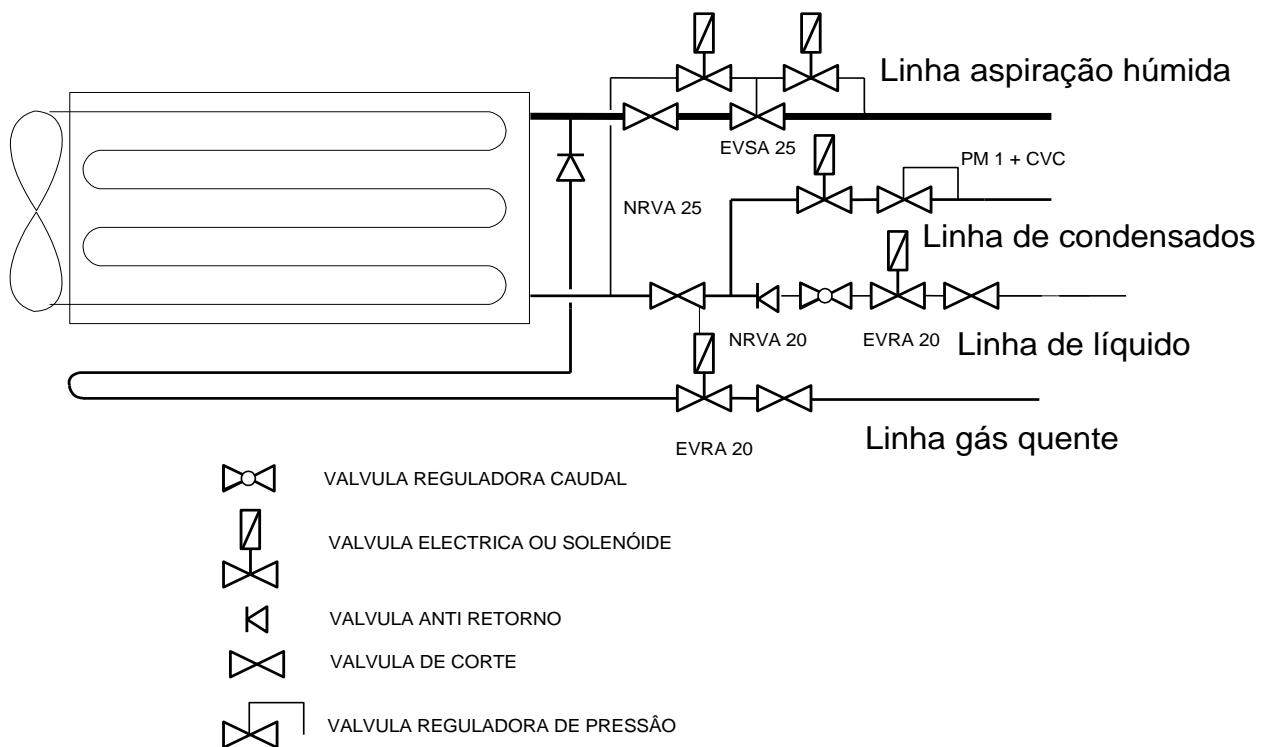 Linha aspiração húmida
EVSA 25
PM 1 + CVC
NRVA 25
Linha de condensados
NRVA 20
EVRA 20
Linha de líquido
EVRA 20
Linha gás quente
VALVULA REGULADORA CAUDAL
VALVULA ELECTRICA OU SOLENÓIDE
VALVULA ANTI RETORNO
VALVULA DE CORTE
VALVULA REGULADORA DE PRESSÂO